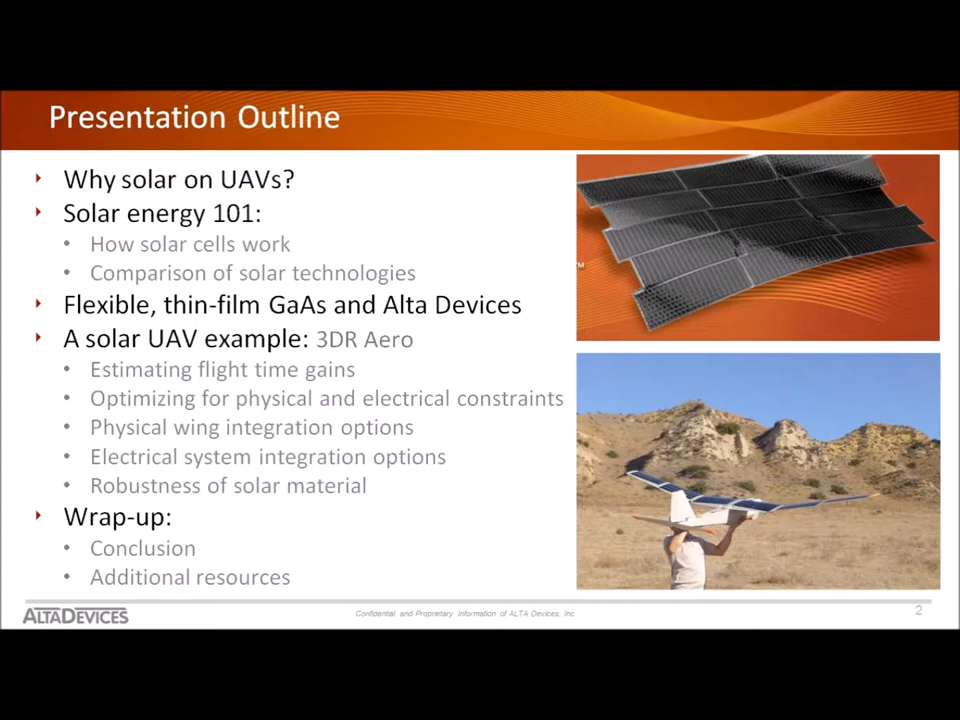 Presentation Outline
Why solar on UAVs?
Solar energy 101:
• How solar cells work
• Comparison of solar technologies
Flexible, thin-film GaAs and Alta Devices
A solar UAV example: 3DR Aero
• Estimating flight time gains
• Optimizing for physical and electrical constraints
• Physical wing integration options
• Electrical system integration options
• Robustness of solar material
Wrap-up:
• Conclusion
• Additional resources
™
ALTADEVICES
Confidential and Proprietary Information of ALTA Devices, Inc.
2